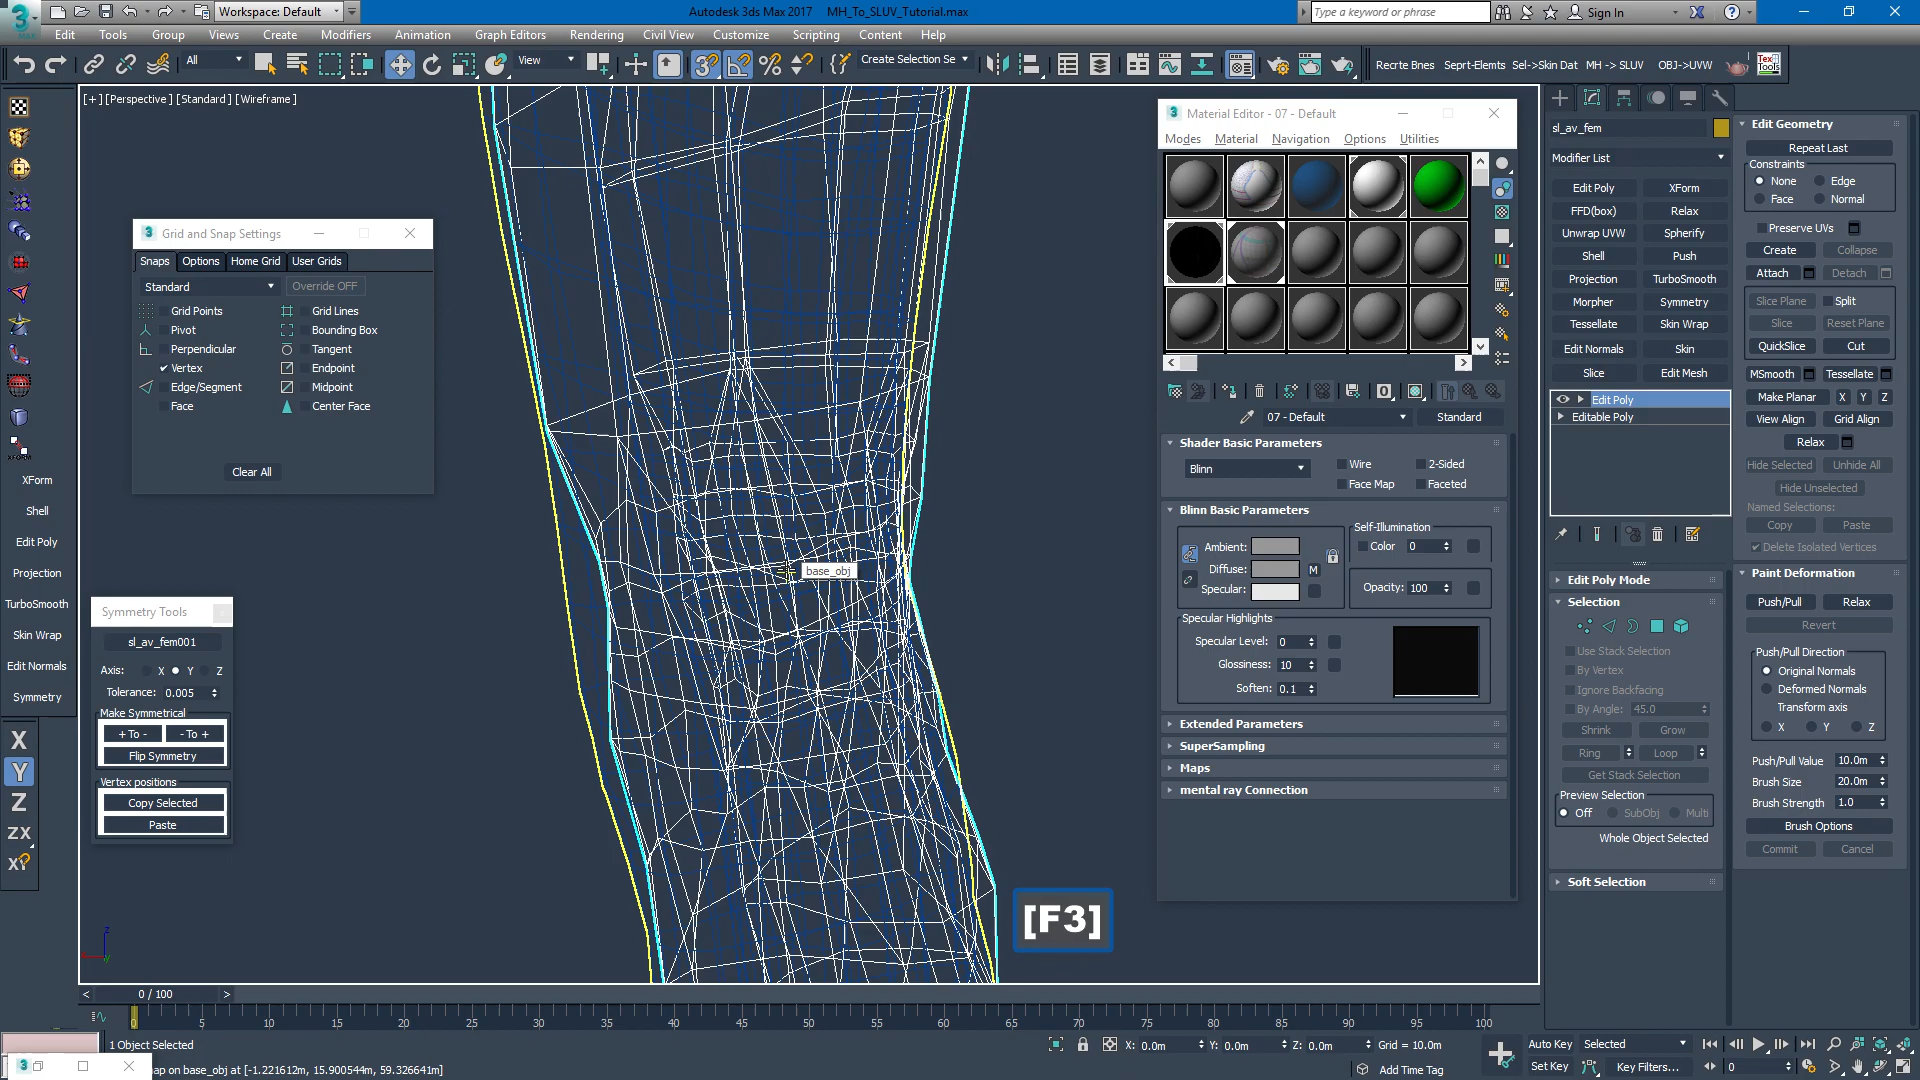 Workspace: Default
Autodesk 3ds Max 2017 MH_To_SLUV_Tutorial.max
Type a keyword or phrase
Sign In
MAX
Edit Tools Group Views Create Modifiers Animation Graph Editors Rendering Civil View Customize Scripting Content Help
All
View
Create Selection Se
Recrte Bnes Seprt-Elemts Sel->Skin Dat MH -> SLUV OBJ->UVW
[+] [Perspective] [Standard] [Wireframe]
Grid and Snap Settings
Snaps Options Home Grid User Grids
Standard
Override OFF
Grid Points Grid Lines
Pivot Bounding Box
Perpendicular Tangent
Vertex Endpoint
Edge/Segment Midpoint
Face Center Face
Clear All
XForm
Shell
Edit Poly
Projection
TurboSmooth
Skin Wrap
Edit Normals
Symmetry
X
Y
Z
ZX
XY
Symmetry Tools
sl_av_fem001
Axis: X Y Z
Tolerance: 0.005
Make Symmetrical
+ To - - To +
Flip Symmetry
Vertex positions
Copy Selected
Paste
base_obj
[F3]
Material Editor - 07 - Default
Modes Material Navigation Options Utilities
07 - Default
Standard
Shader Basic Parameters
Blinn
Wire 2-Sided
Face Map Faceted
Blinn Basic Parameters
Self-Illumination
Ambient:
Color 0
Diffuse: M
Specular:
Opacity: 100
Specular Highlights
Specular Level: 0
Glossiness: 10
Soften: 0.1
Extended Parameters
SuperSampling
Maps
mental ray Connection
sl_av_fem
Modifier List
Edit Poly XForm
FFD(box) Relax
Unwrap UVW Spherify
Shell Push
Projection TurboSmooth
Morpher Symmetry
Tessellate Skin Wrap
Edit Normals Skin
Slice Edit Mesh
Edit Poly
Editable Poly
Edit Poly Mode
Selection
Use Stack Selection
By Vertex
Ignore Backfacing
By Angle: 45.0
Shrink Grow
Ring Loop
Get Stack Selection
Preview Selection
Off SubObj Multi
Whole Object Selected
Soft Selection
Edit Geometry
Repeat Last
Constraints
None Edge
Face Normal
Preserve UVs
Create Collapse
Attach Detach
Slice Plane Split
Slice Reset Plane
QuickSlice Cut
MSmooth Tessellate
Make Planar X Y Z
View Align Grid Align
Relax
Hide Selected Unhide All
Hide Unselected
Named Selections:
Copy Paste
Delete Isolated Vertices
Paint Deformation
Push/Pull Relax
Revert
Push/Pull Direction
Original Normals
Deformed Normals
Transform axis
X Y Z
Push/Pull Value 10.0m
Brush Size 20.0m
Brush Strength 1.0
Brush Options
Commit Cancel
< 0 / 100 >
0 5 10 15 20 25 30 35 40 45 50 55 60 65 70 75 80 85 90 95 100
1 Object Selected
X: 0.0m Y: 0.0m Z: 0.0m Grid = 10.0m
Auto Key Selected
nap on base_obj at [-1.221612m, 15.900544m, 59.326641m]
Add Time Tag
Set Key Key Filters...
0